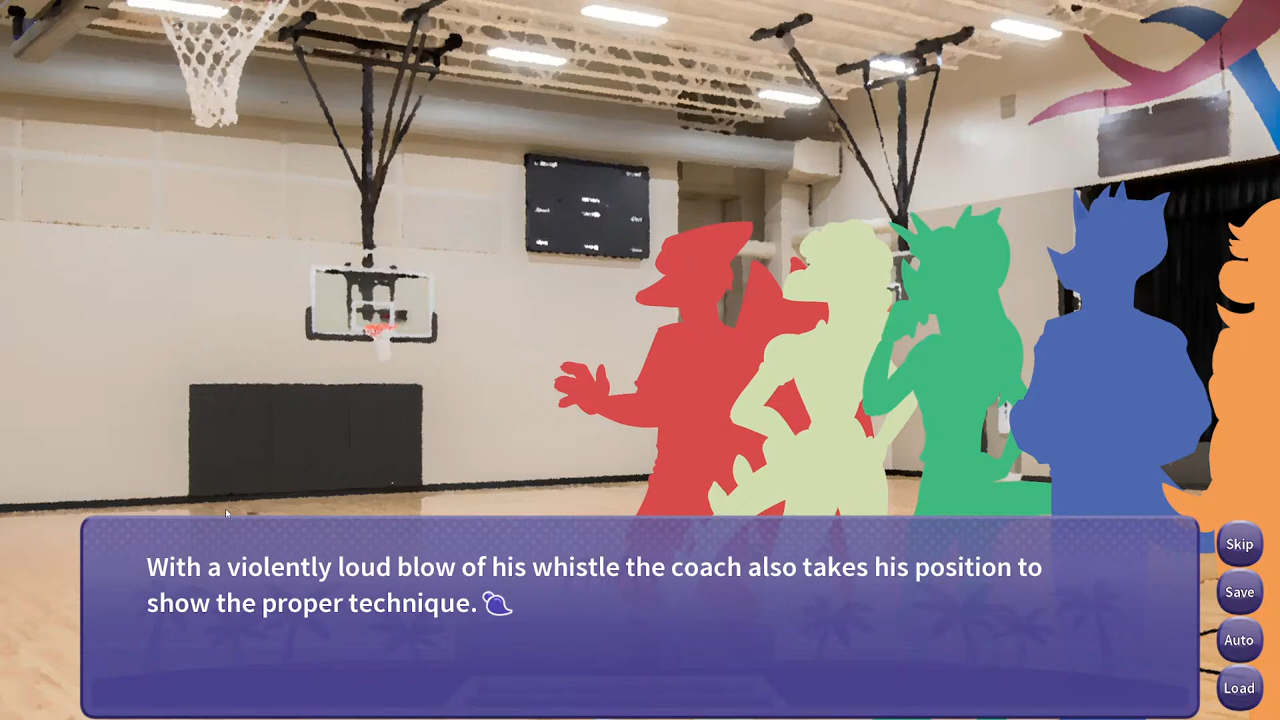 With a violently loud blow of his whistle the coach also takes his position to
show the proper technique.
Skip
Save
Auto
Load